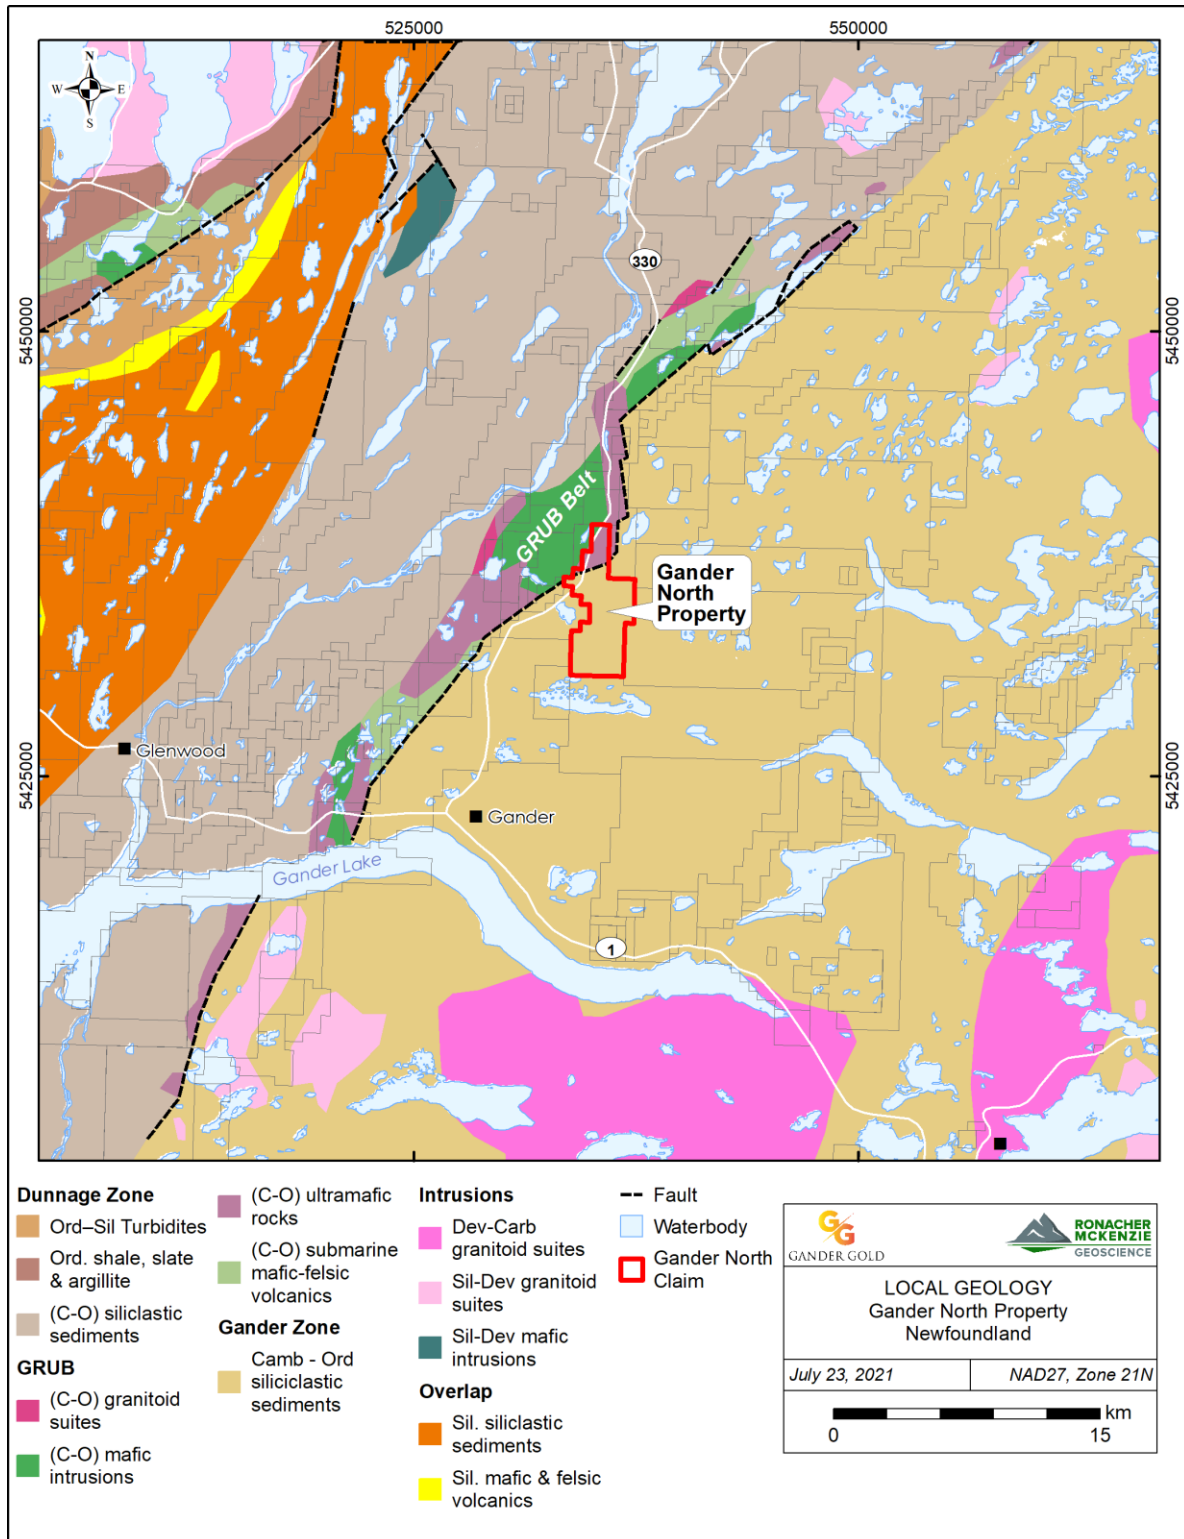 5525000
5550000
N
W E
S
330
5450000
5450000
GRUB Belt
Gander
North
Property
Glenwood
5425000
5425000
Gander
Gander Lake
1
Dunnage Zone
Ord–Sil Turbidites
Ord. shale, slate
& argillite
(C-O) siliclastic
sediments
GRUB
(C-O) granitoid
suites
(C-O) mafic
intrusions
(C-O) ultramafic
rocks
(C-O) submarine
mafic-felsic
volcanics
Gander Zone
Camb - Ord
siliciclastic
sediments
Intrusions
Dev-Carb
granitoid suites
Sil-Dev granitoid
suites
Sil-Dev mafic
intrusions
Overlap
Sil. siliclastic
sediments
Sil. mafic & felsic
volcanics
Fault
Waterbody
Gander North
Claim
GG
GANDER GOLD
RONACHER
MCKENZIE
GEOSCIENCE
LOCAL GEOLOGY
Gander North Property
Newfoundland
July 23, 2021
NAD27, Zone 21N
km
0 15